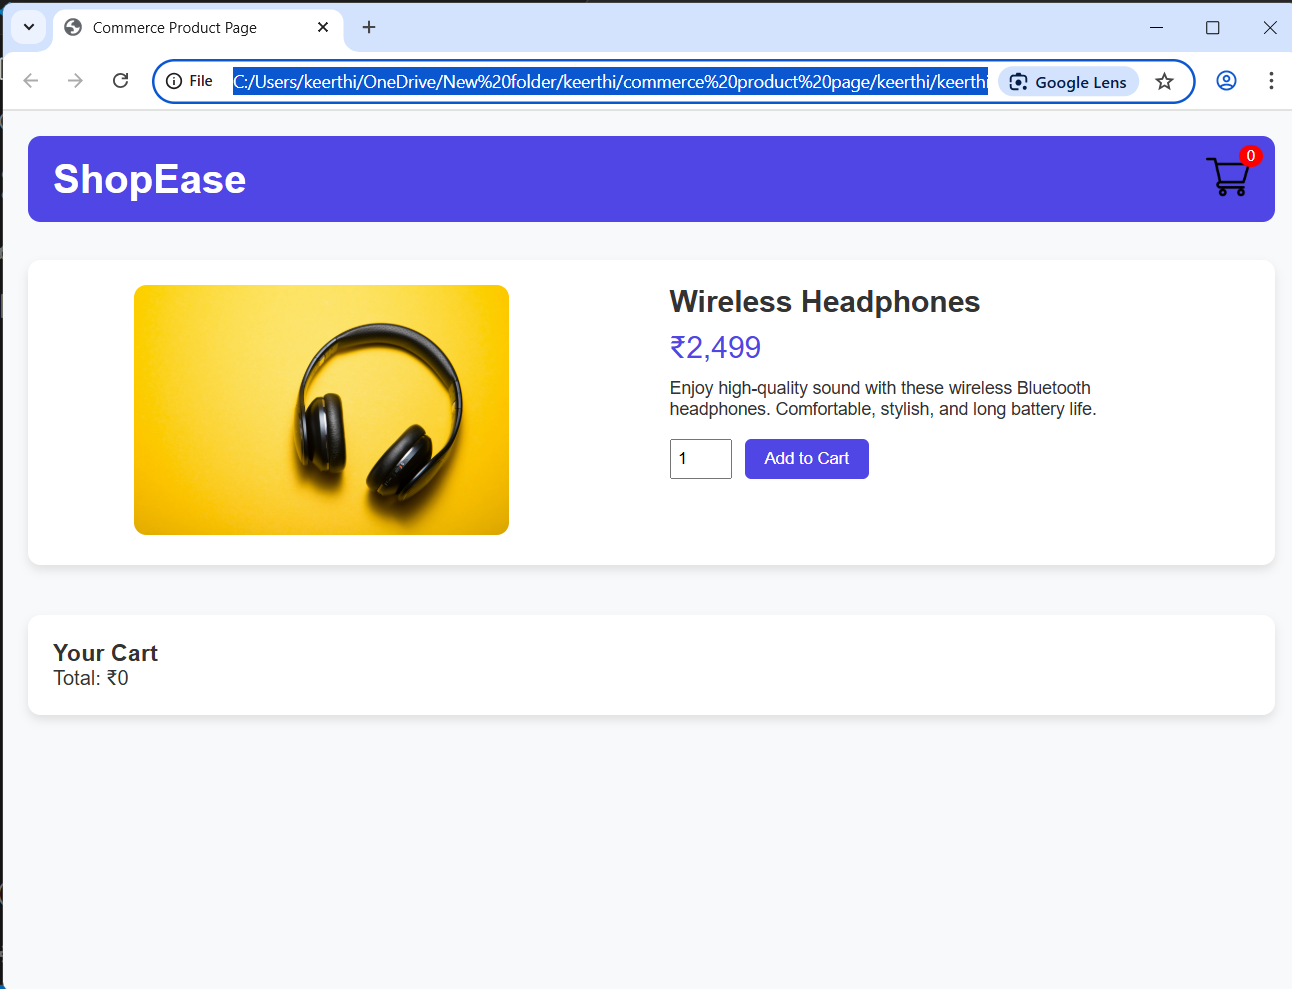 Commerce Product Page
File
C:/Users/keerthi/OneDrive/New%20folder/keerthi/commerce%20product%20page/keerthi/keerthi
Google Lens
ShopEase
0
Wireless Headphones
₹2,499
Enjoy high-quality sound with these wireless Bluetooth
headphones. Comfortable, stylish, and long battery life.
1
Add to Cart
Your Cart
Total: ₹0